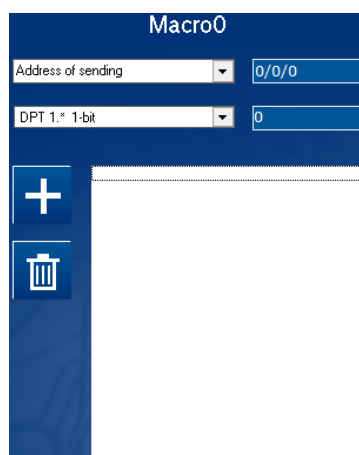 Macro0
Address of sending 0/0/0
DPT 1.* 1-bit 0